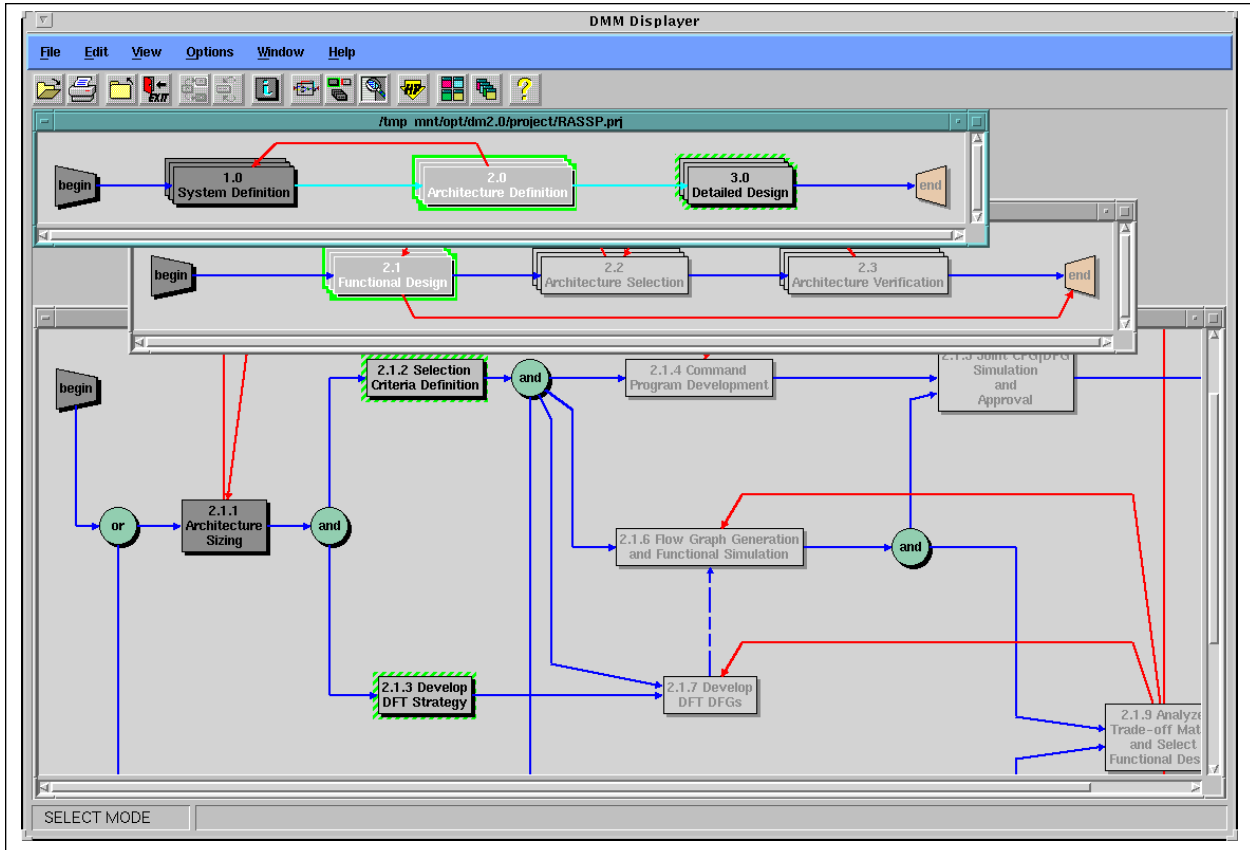 DMM Displayer
File Edit View Options Window Help
EXIT
/tmp_mnt/opt/dm2.0/project/RASSP.prj
begin
1.0
System Definition
2.0
Architecture Definition
3.0
Detailed Design
end
begin
2.1
Functional Design
2.2
Architecture Selection
2.3
Architecture Verification
end
begin
or
2.1.1
Architecture
Sizing
and
2.1.2 Selection
Criteria Definition
and
2.1.4 Command
Program Development
Simulation
and
Approval
2.1.6 Flow Graph Generation
and Functional Simulation
and
2.1.3 Develop
DFT Strategy
2.1.7 Develop
DFT DFGs
2.1.9 Analyze
Trade-off Mat
and Select
Functional Des
SELECT MODE